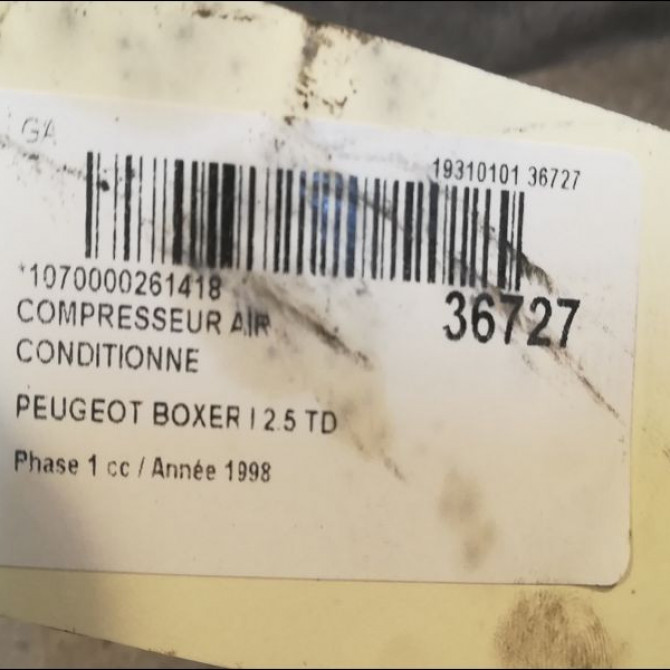 GA
19310101 36727
*1070000261418
36727
COMPRESSEUR AIR
CONDITIONNE
PEUGEOT BOXER I 2.5 TD
Phase 1 cc / Année 1998